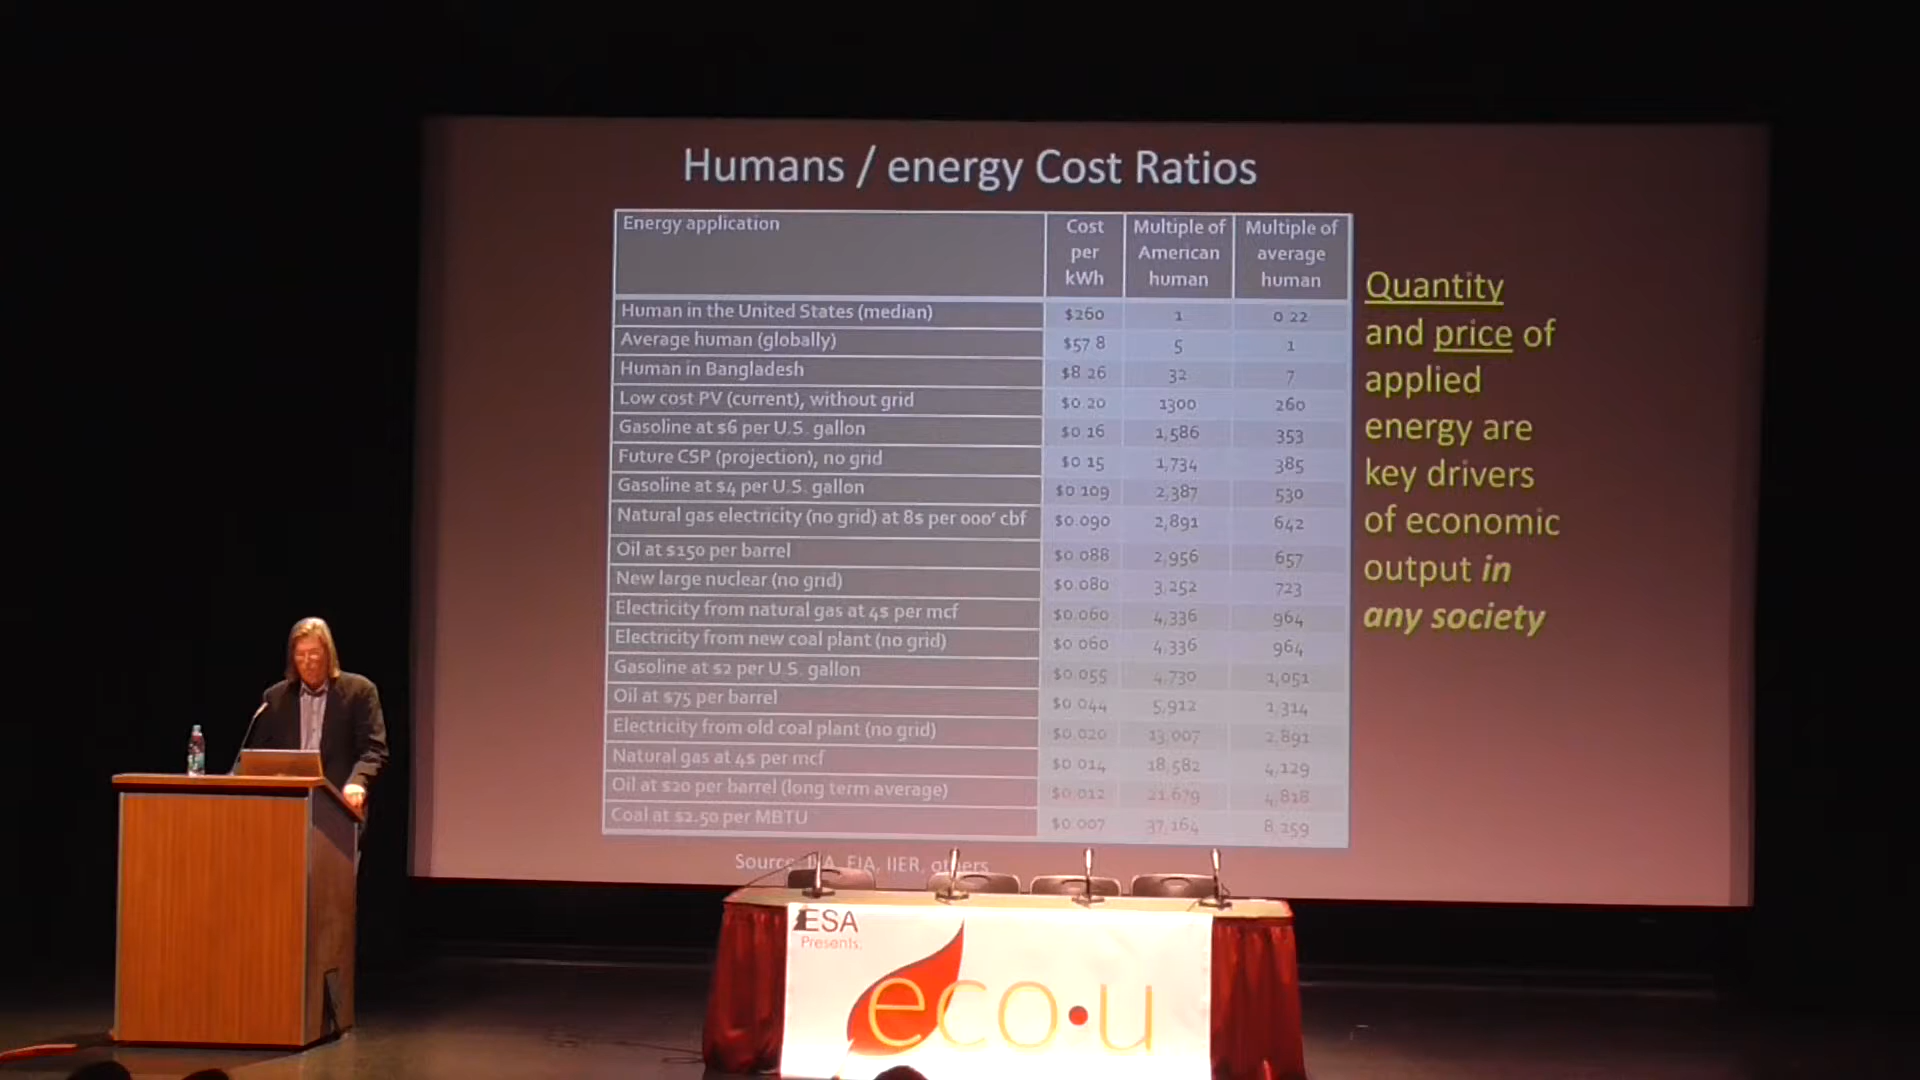 Humans / energy Cost Ratios
Energy application Cost per kWh Multiple of American human Multiple of average human
Human in the United States (median) $260 1 0.22
Average human (globally) $57.8 5 1
Human in Bangladesh $8.26 32 7
Low cost PV (current), without grid $0.20 1300 260
Gasoline at $6 per U.S. gallon $0.16 1,586 353
Future CSP (projection), no grid $0.15 1,734 385
Gasoline at $4 per U.S. gallon $0.109 2,387 530
Natural gas electricity (no grid) at 8$ per 000' cbf $0.090 2,891 642
Oil at $150 per barrel $0.088 2,956 657
New large nuclear (no grid) $0.080 3,252 723
Electricity from natural gas at 4$ per mcf $0.060 4,336 964
Electricity from new coal plant (no grid) $0.060 4,336 964
Gasoline at $2 per U.S. gallon $0.055 4,730 1,051
Oil at $75 per barrel $0.044 5,912 1,314
Electricity from old coal plant (no grid) $0.020 13,007 2,891
Natural gas at 4$ per mcf $0.014 18,582 4,129
Oil at $20 per barrel (long term average) $0.012 21,679 4,818
Coal at $2.50 per MBTU $0.007 37,164 8,259
Quantity
and price of
applied
energy are
key drivers
of economic
output in
any society
EIA, IIER,
ESA
Presents:
eco·u